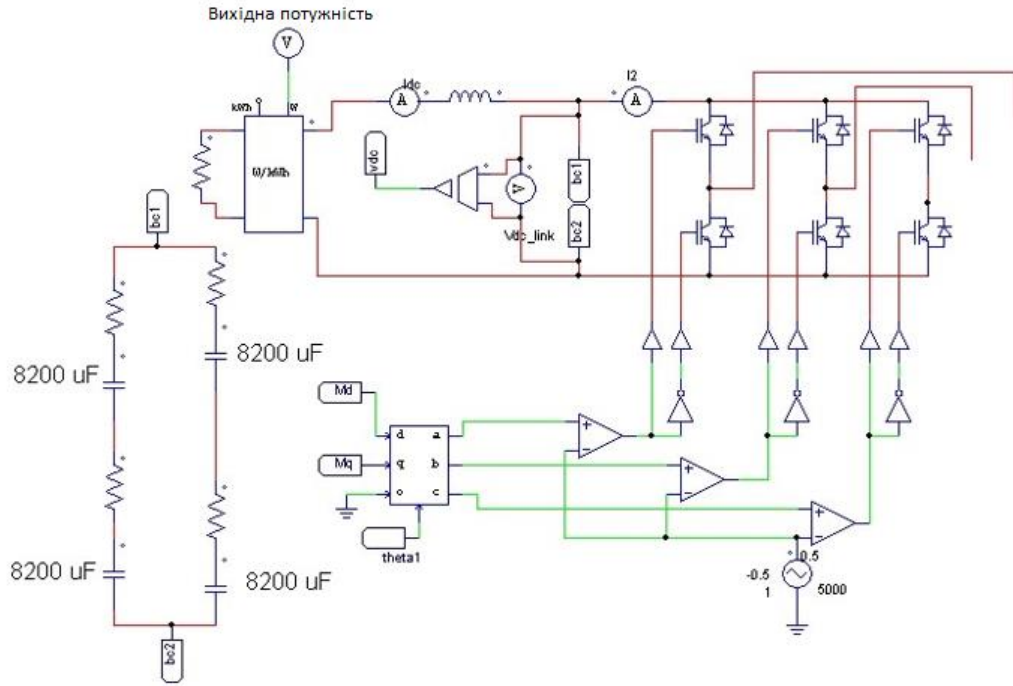 Вихідна потужність
V
kWh
W
W/kWh
Idc
A
I2
A
vdc
V
Vdc_link
bc1
bc2
bc1
8200 uF
8200 uF
8200 uF
8200 uF
bc2
Md
Mq
d
a
q
b
o
c
theta1
0.5
-0.5
1
5000